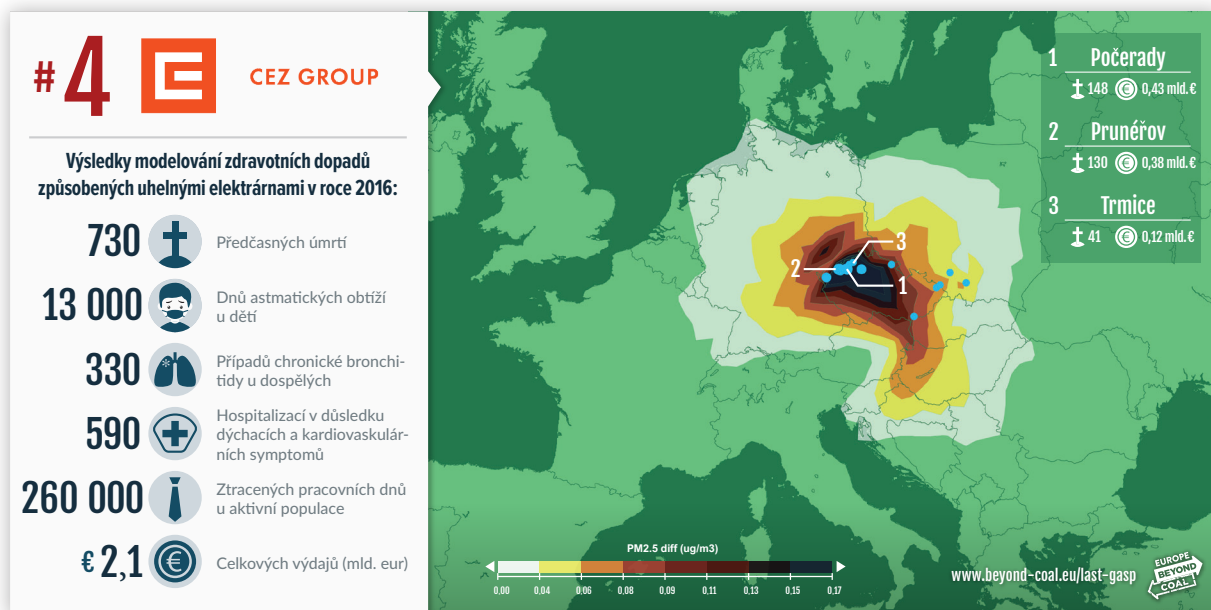 #4
CEZ GROUP
Výsledky modelování zdravotních dopadů
způsobených uhelnými elektrárnami v roce 2016:
730
Předčasných úmrtí
13 000
Dnů astmatických obtíží
u dětí
330
Případů chronické bronchi-
tidy u dospělých
590
Hospitalizací v důsledku
dýchacích a kardiovaskulár-
ních symptomů
260 000
Ztracených pracovních dnů
u aktivní populace
€ 2,1
€
Celkových výdajů (mld. eur)
1 Počerady
148 € 0,43 mld.€
2 Prunéřov
130 € 0,38 mld.€
3 Trmice
41 € 0,12 mld.€
3
2
1
PM2.5 diff (ug/m3)
0,00 0,04 0,06 0,08 0,09 0,11 0,13 0,15 0,17
www.beyond-coal.eu/last-gasp
EUROPE
BEYOND
COAL